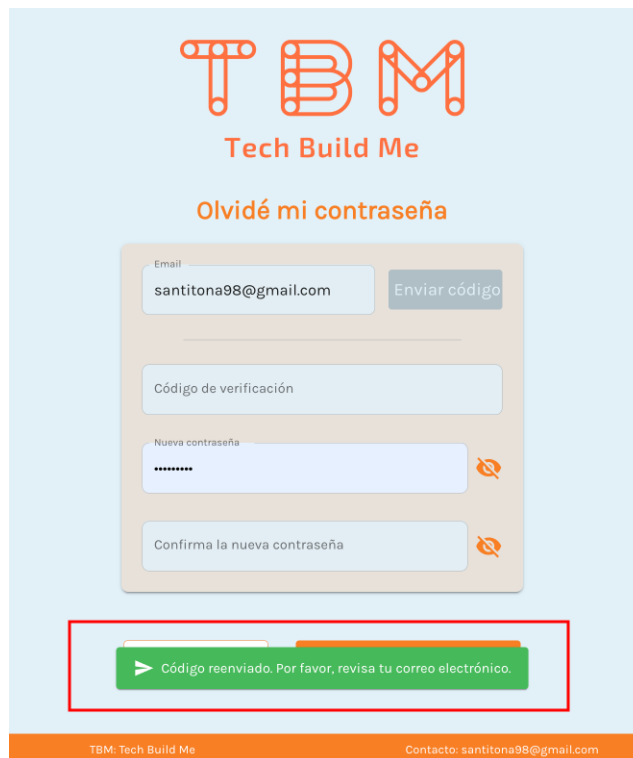 TBM
Tech Build Me
Olvidé mi contraseña
Email
santitona98@gmail.com
Enviar código
Código de verificación
Nueva contraseña
•••••••••
Confirma la nueva contraseña
Código reenviado. Por favor, revisa tu correo electrónico.
TBM: Tech Build Me
Contacto: santitona98@gmail.com